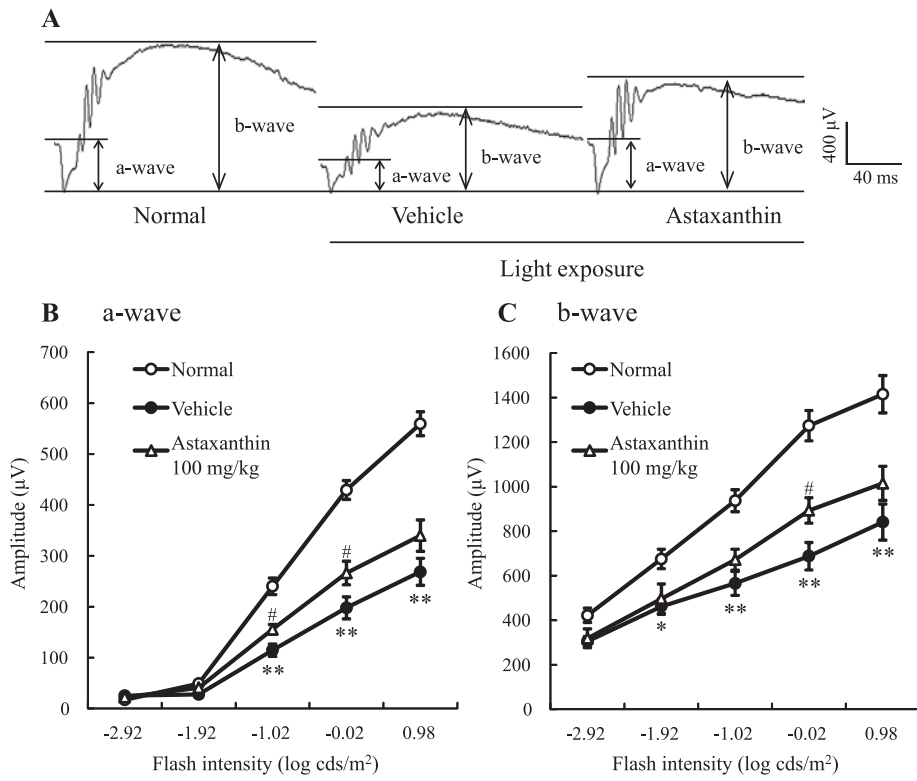 A
b-wave
a-wave
b-wave
a-wave
b-wave
a-wave
400 μV
40 ms
Normal
Vehicle
Astaxanthin
Light exposure
B a-wave
700
600
500
400
300
200
100
0
Amplitude (μV)
Normal
Vehicle
Astaxanthin
100 mg/kg
#
#
**
**
**
-2.92 -1.92 -1.02 -0.02 0.98
Flash intensity (log cds/m²)
C b-wave
1600
1400
1200
1000
800
600
400
200
0
Amplitude (μV)
Normal
Vehicle
Astaxanthin
100 mg/kg
#
*
**
**
**
-2.92 -1.92 -1.02 -0.02 0.98
Flash intensity (log cds/m²)